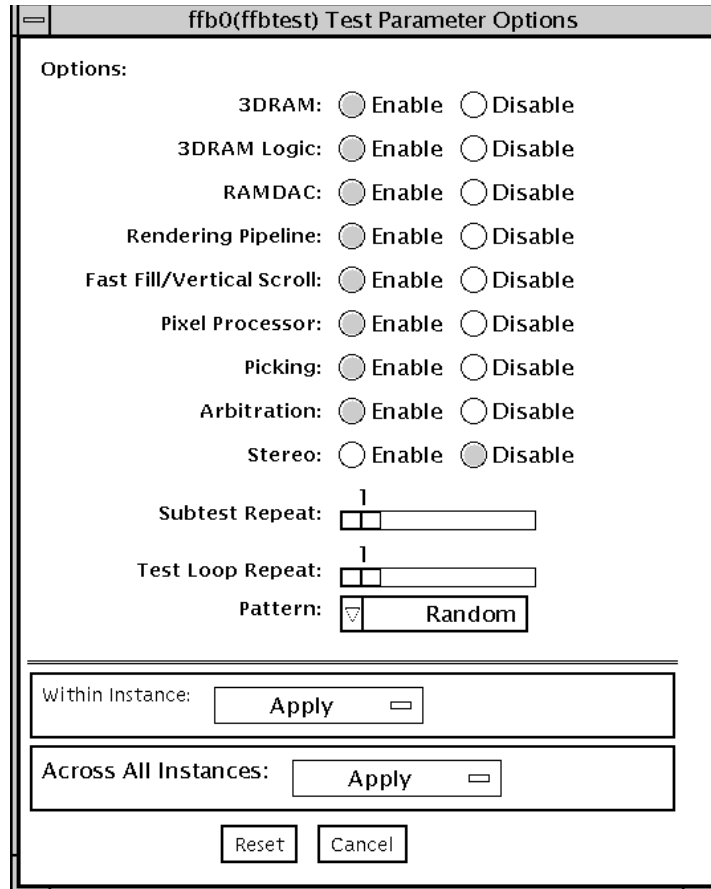 ffb0(ffbtest) Test Parameter Options
Options:
3DRAM: Enable Disable
3DRAM Logic: Enable Disable
RAMDAC: Enable Disable
Rendering Pipeline: Enable Disable
Fast Fill/Vertical Scroll: Enable Disable
Pixel Processor: Enable Disable
Picking: Enable Disable
Arbitration: Enable Disable
Stereo: Enable Disable
1
Subtest Repeat:
1
Test Loop Repeat:
Pattern: Random
Within Instance: Apply
Across All Instances: Apply
Reset Cancel